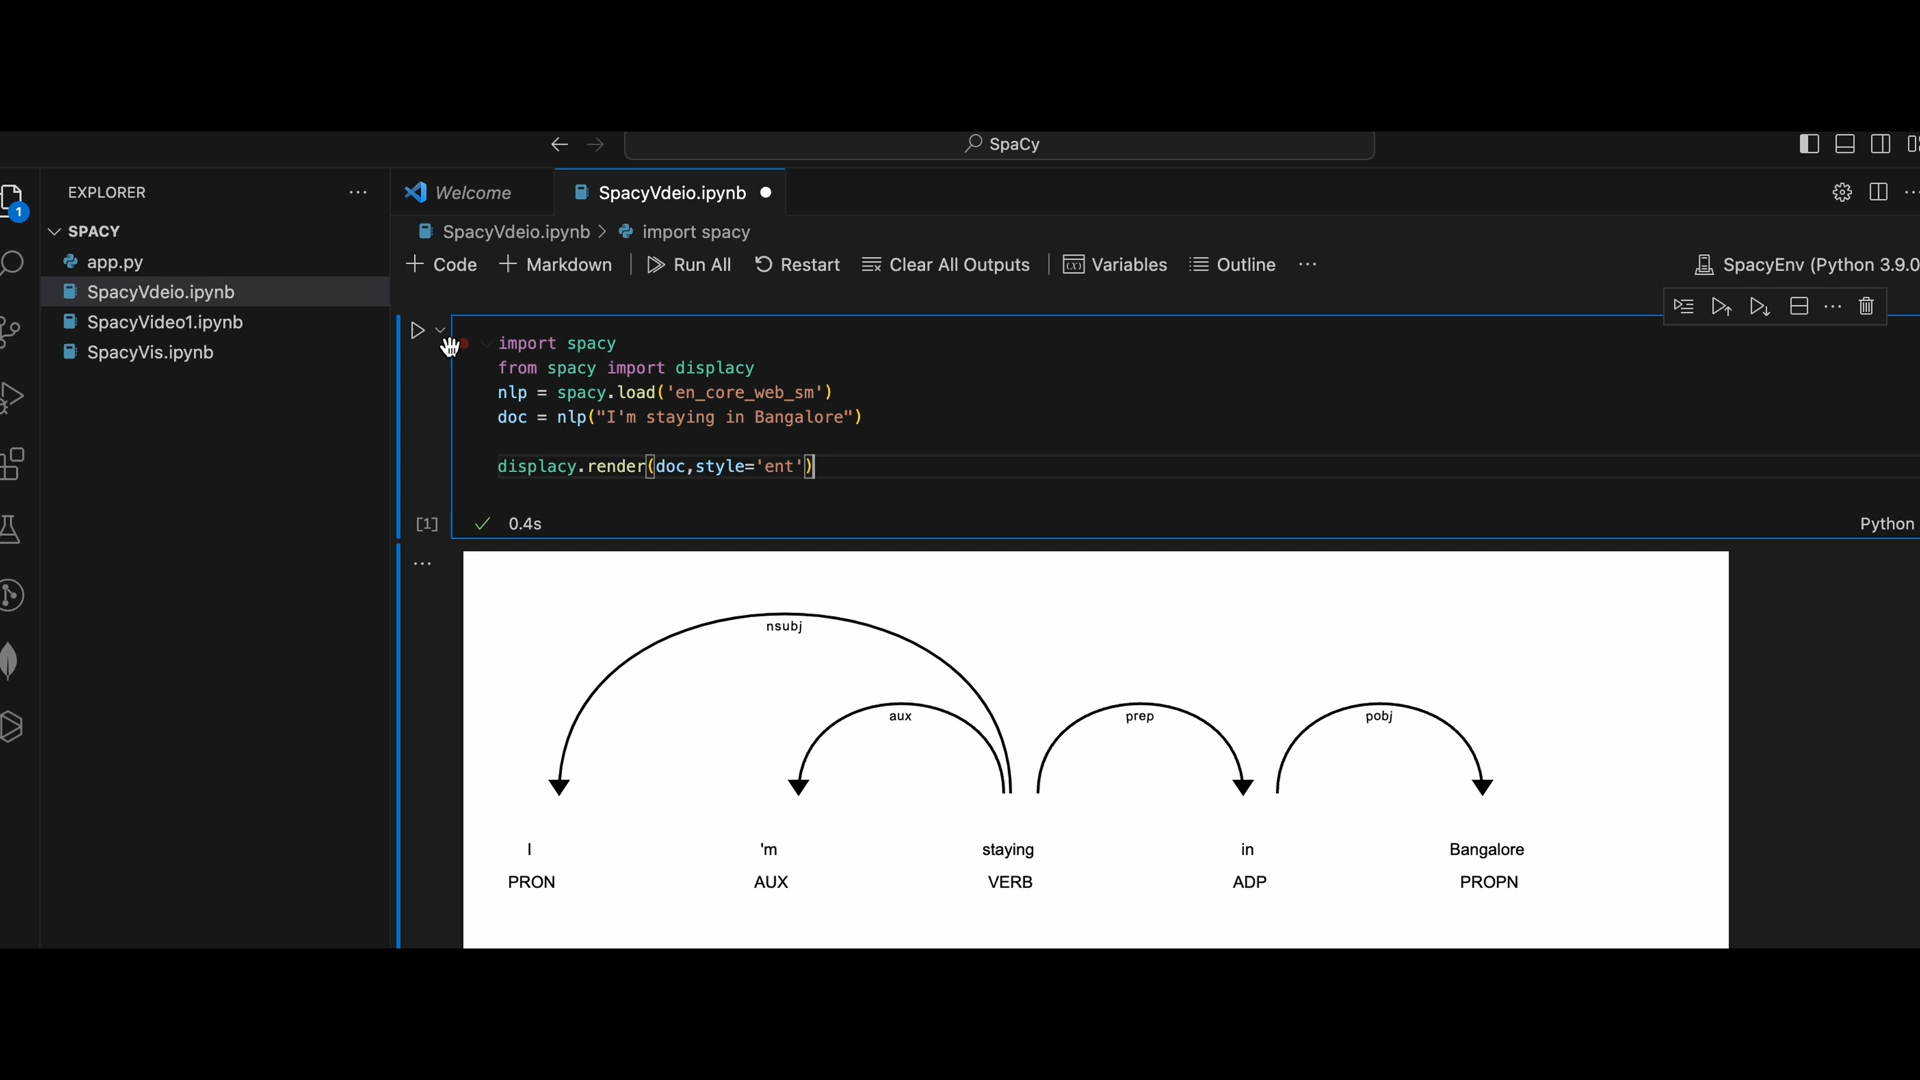 SpaCy
EXPLORER
Welcome
SpacyVdeio.ipynb
1
SPACY
SpacyVdeio.ipynb > import spacy
app.py
Code
Markdown
Run All
Restart
Clear All Outputs
Variables
Outline
SpacyEnv (Python 3.9.0
SpacyVdeio.ipynb
SpacyVideo1.ipynb
SpacyVis.ipynb
import spacy
from spacy import displacy
nlp = spacy.load('en_core_web_sm')
doc = nlp("I'm staying in Bangalore")
displacy.render(doc,style='ent')
[1]
0.4s
Python
nsubj
aux
prep
pobj
I 'm staying in Bangalore
PRON AUX VERB ADP PROPN